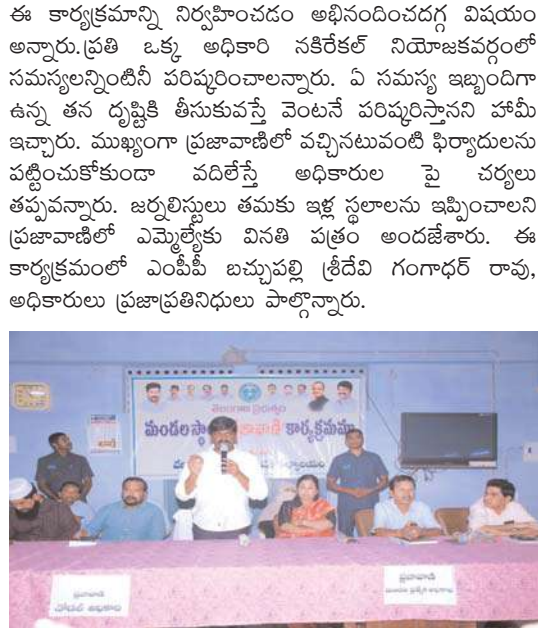 ఈ కార్యక్రమాన్ని నిర్వహించడం అభినందించదగ్గ విషయం
అన్నారు.ప్రతి ఒక్క అధికారి నకిరేకల్ నియోజకవర్గంలో
సమస్యలన్నింటినీ పరిష్కరించాలన్నారు. ఏ సమస్య ఇబ్బందిగా
ఉన్న తన దృష్టికి తీసుకువస్తే వెంటనే పరిష్కరిస్తానని హామీ
ఇచ్చారు. ముఖ్యంగా ప్రజావాణిలో వచ్చినటువంటి ఫిర్యాదులను
పట్టించుకోకుండా వదిలేస్తే అధికారుల పై చర్యలు
తప్పవన్నారు. జర్నలిస్టులు తమకు ఇళ్ల స్థలాలను ఇప్పించాలని
ప్రజావాణిలో ఎమ్మెల్యేకు వినతి పత్రం అందజేశారు. ఈ
కార్యక్రమంలో ఎంపీపీ బచ్చుపల్లి శ్రీదేవి గంగాధర్ రావు,
అధికారులు ప్రజాప్రతినిధులు పాల్గొన్నారు.
తెలంగాణ ప్రభుత్వం
మండల కార్యక్రమము
ప్రజావాణి
నోడల్ అధికారి
ప్రజావాణి